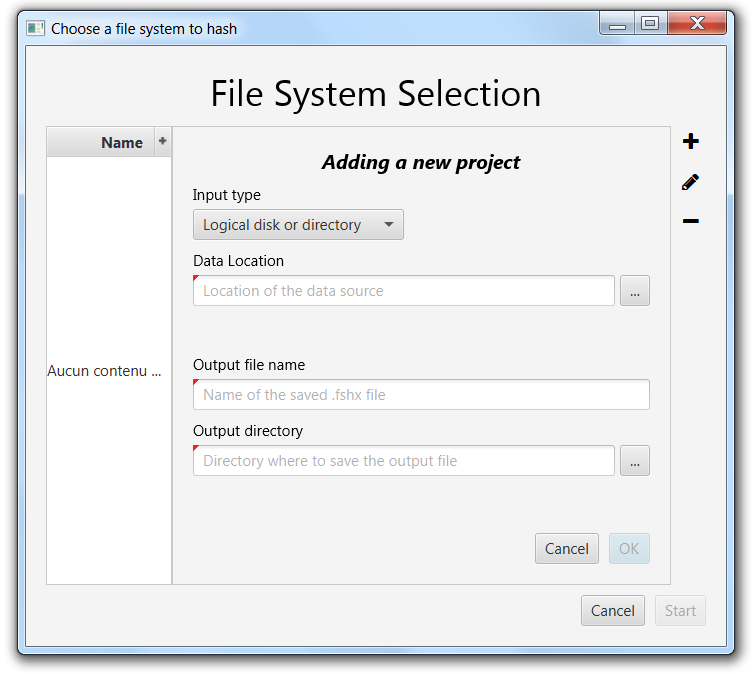 Choose a file system to hash
File System Selection
Name
Adding a new project
Input type
Logical disk or directory
Data Location
Location of the data source
...
Aucun contenu ...
Output file name
Name of the saved .fshx file
Output directory
Directory where to save the output file
...
Cancel
OK
Cancel
Start